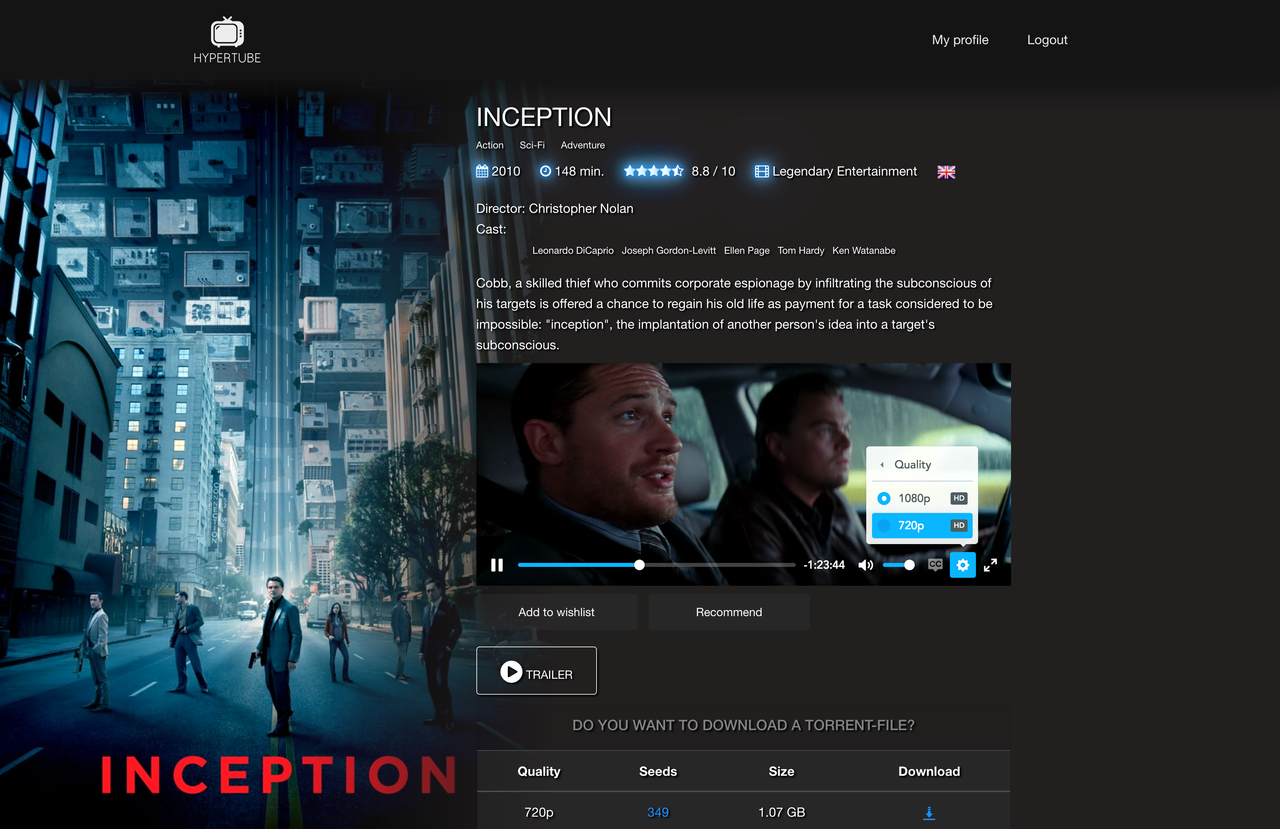 HYPERTUBE
My profile
Logout
INCEPTION
Action Sci-Fi Adventure
2010 148 min. 8.8 / 10 Legendary Entertainment
Director: Christopher Nolan
Cast:
Leonardo DiCaprio Joseph Gordon-Levitt Ellen Page Tom Hardy Ken Watanabe
Cobb, a skilled thief who commits corporate espionage by infiltrating the subconscious of
his targets is offered a chance to regain his old life as payment for a task considered to be
impossible: "inception", the implantation of another person's idea into a target's
subconscious.
Quality
1080p HD
720p HD
-1:23:44 CC
Add to wishlist Recommend
TRAILER
INCEPTION
DO YOU WANT TO DOWNLOAD A TORRENT-FILE?
Quality Seeds Size Download
720p 349 1.07 GB